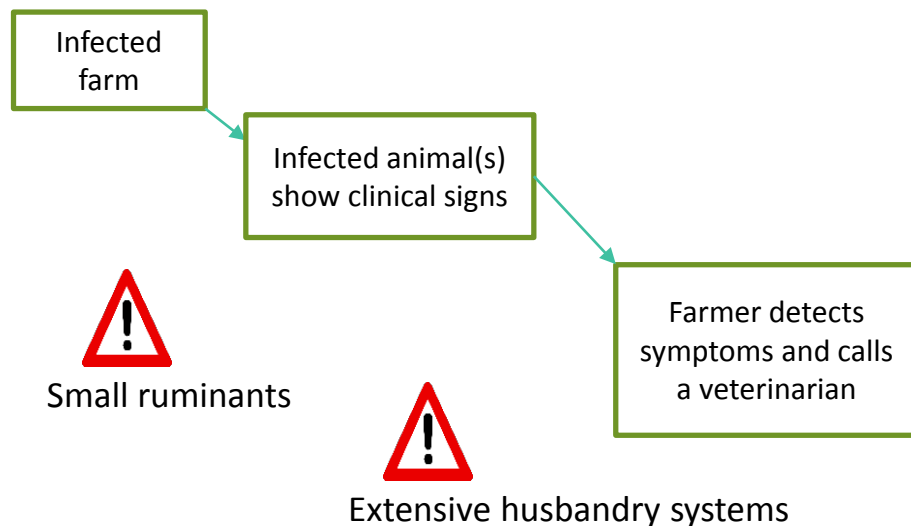 Infected
farm
Infected animal(s)
show clinical signs
Farmer detects
symptoms and calls
a veterinarian
!
Small ruminants
!
Extensive husbandry systems